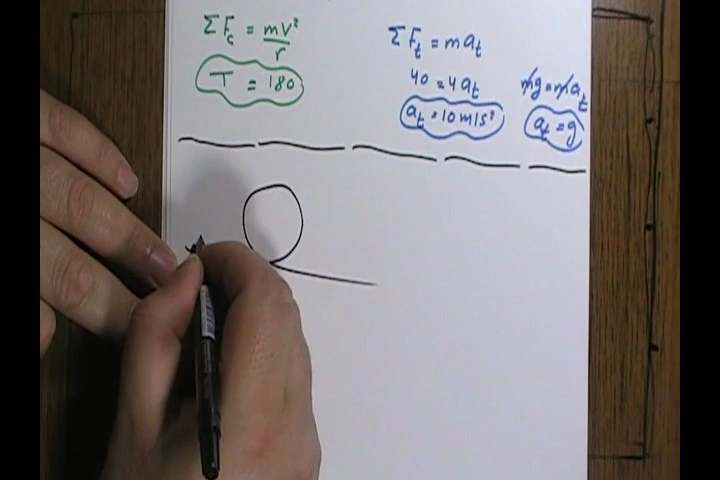 ΣF_c = mv²/r
T = 180
ΣF_t = ma_t
40 = 4a_t
a_t = 10 m/s²
mg = ma_t
a_t = g